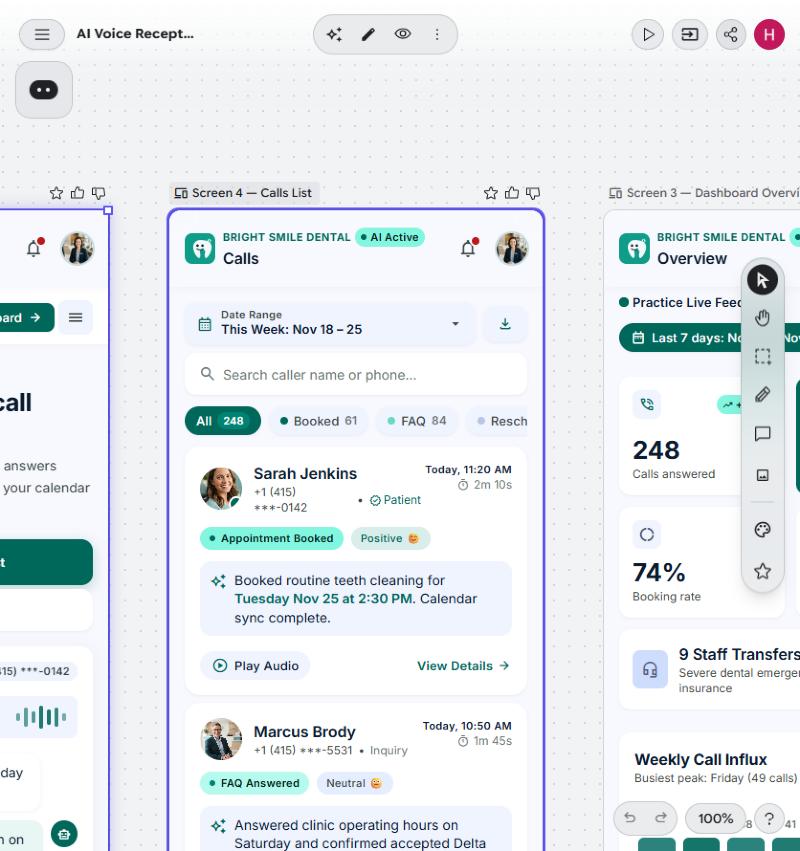 AI Voice Recept...
H
Screen 4 — Calls List
Screen 3 — Dashboard Overvi
BRIGHT SMILE DENTAL
AI Active
Calls
Date Range
This Week: Nov 18 – 25
Search caller name or phone...
All 248
Booked 61
FAQ 84
Resch
Sarah Jenkins
Today, 11:20 AM
+1 (415)
***-0142
• Patient
2m 10s
Appointment Booked
Positive
Booked routine teeth cleaning for
Tuesday Nov 25 at 2:30 PM. Calendar
sync complete.
Play Audio
View Details →
Marcus Brody
Today, 10:50 AM
+1 (415) ***-5531 • Inquiry
1m 45s
FAQ Answered
Neutral
Answered clinic operating hours on
Saturday and confirmed accepted Delta
oard →
call
answers
your calendar
t
15) ***-0142
day
n on
BRIGHT SMILE DENTAL
Overview
Practice Live Feed
Last 7 days: No
Nov
248
Calls answered
74%
Booking rate
9 Staff Transfers
Severe dental emerge
insurance
Weekly Call Influx
Busiest peak: Friday (49 calls)
100%
8
?
41